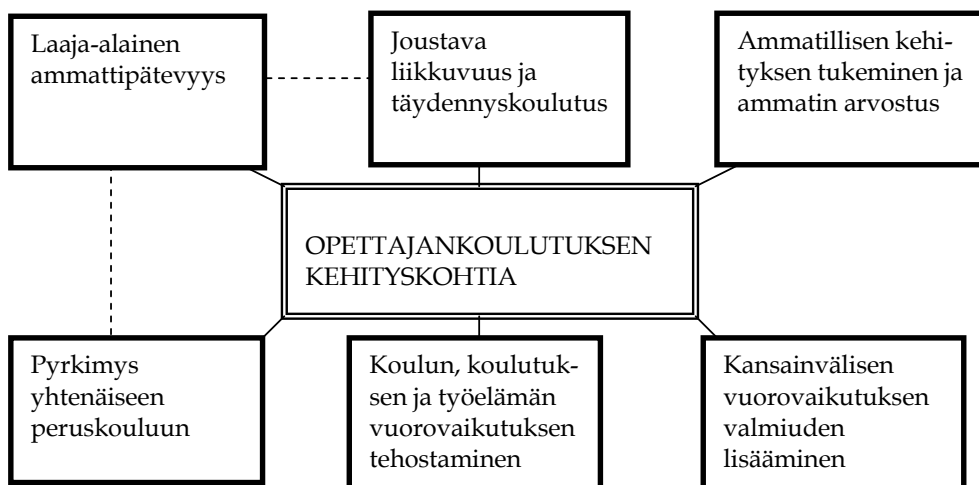 Laaja-alainen
ammattipätevyys
Joustava
liikkuvuus ja
täydennyskoulutus
Ammatillisen kehi-
tyksen tukeminen ja
ammatin arvostus
OPETTAJANKOULUTUKSEN
KEHITYSKOHTIA
Pyrkimys
yhtenäiseen
peruskouluun
Koulun, koulutuk-
sen ja työelämän
vuorovaikutuksen
tehostaminen
Kansainvälisen
vuorovaikutuksen
valmiuden
lisääminen